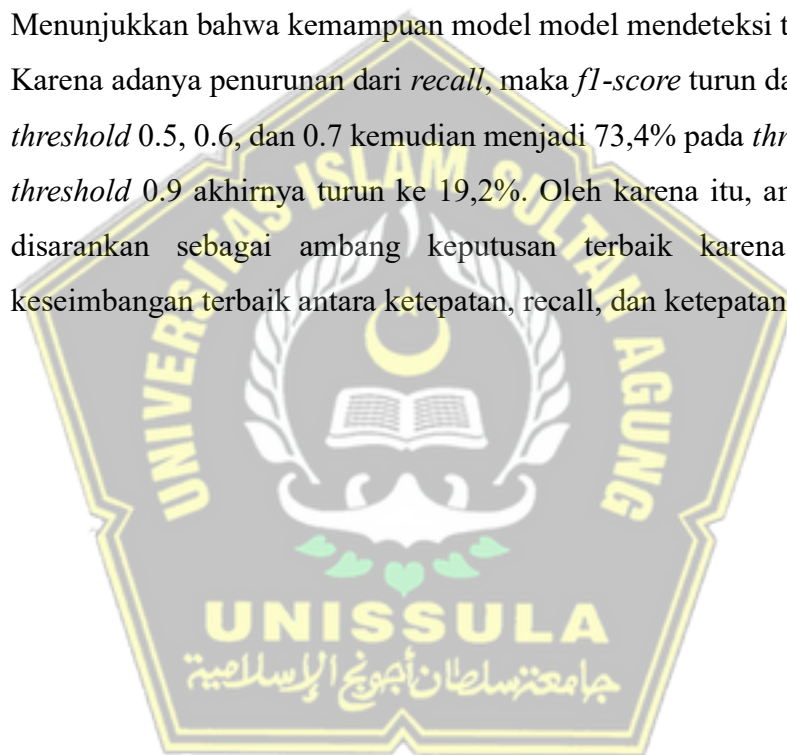 Menunjukkan bahwa kemampuan model model mendeteksi t
Karena adanya penurunan dari recall, maka f1-score turun da
threshold 0.5, 0.6, dan 0.7 kemudian menjadi 73,4% pada thr
threshold 0.9 akhirnya turun ke 19,2%. Oleh karena itu, an
disarankan sebagai ambang keputusan terbaik karena
keseimbangan terbaik antara ketepatan, recall, dan ketepatan
UNIVERSITAS ISLAM SULTAN AGUNG
UNISSULA
جامعة سلطان أجونج الإسلامية